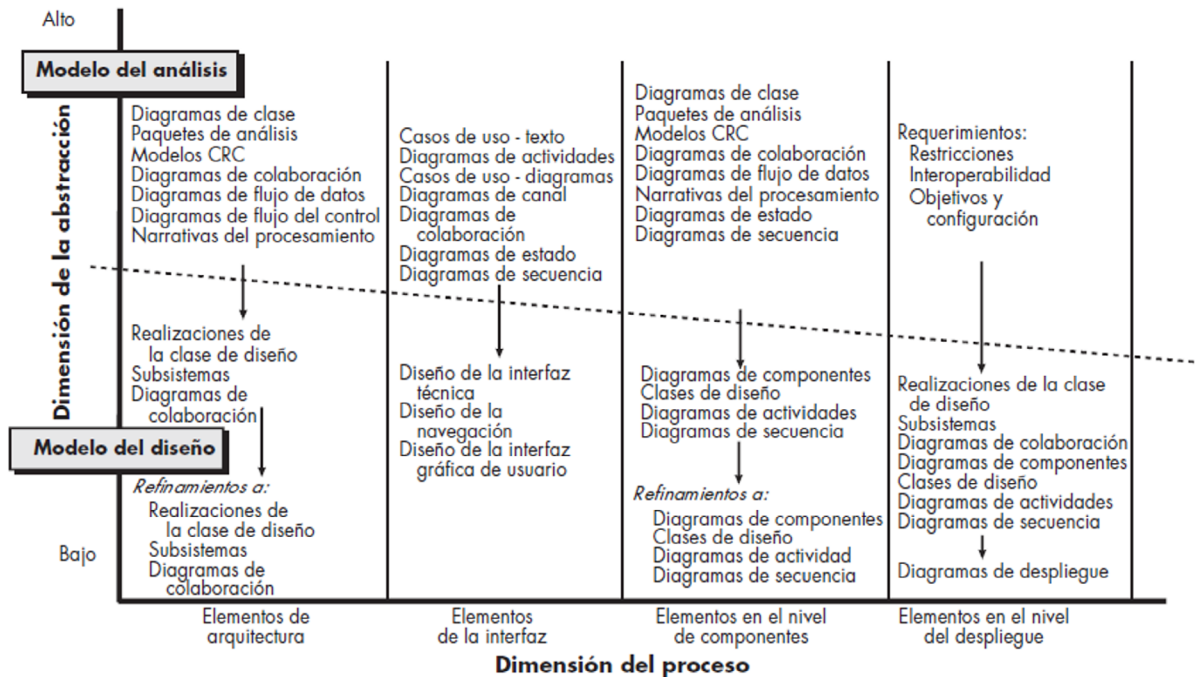 Alto
Modelo del análisis
Dimensión de la abstracción
Modelo del diseño
Bajo
Diagramas de clase
Paquetes de análisis
Modelos CRC
Diagramas de colaboración
Diagramas de flujo de datos
Diagramas de flujo del control
Narrativas del procesamiento
Realizaciones de
la clase de diseño
Subsistemas
Diagramas de
colaboración
Refinamientos a:
Realizaciones de
la clase de diseño
Subsistemas
Diagramas de
colaboración
Elementos de
arquitectura
Casos de uso - texto
Diagramas de actividades
Casos de uso - diagramas
Diagramas de canal
Diagramas de
colaboración
Diagramas de estado
Diagramas de secuencia
Diseño de la interfaz
técnica
Diseño de la
navegación
Diseño de la interfaz
gráfica de usuario
Elementos
de la interfaz
Diagramas de clase
Paquetes de análisis
Modelos CRC
Diagramas de colaboración
Diagramas de flujo de datos
Narrativas del procesamiento
Diagramas de estado
Diagramas de secuencia
Diagramas de componentes
Clases de diseño
Diagramas de actividades
Diagramas de secuencia
Refinamientos a:
Diagramas de componentes
Clases de diseño
Diagramas de actividad
Diagramas de secuencia
Elementos en el nivel
de componentes
Requerimientos:
Restricciones
Interoperabilidad
Objetivos y
configuración
Realizaciones de la clase
de diseño
Subsistemas
Diagramas de colaboración
Diagramas de componentes
Clases de diseño
Diagramas de actividades
Diagramas de secuencia
Diagramas de despliegue
Elementos en el nivel
del despliegue
Dimensión del proceso